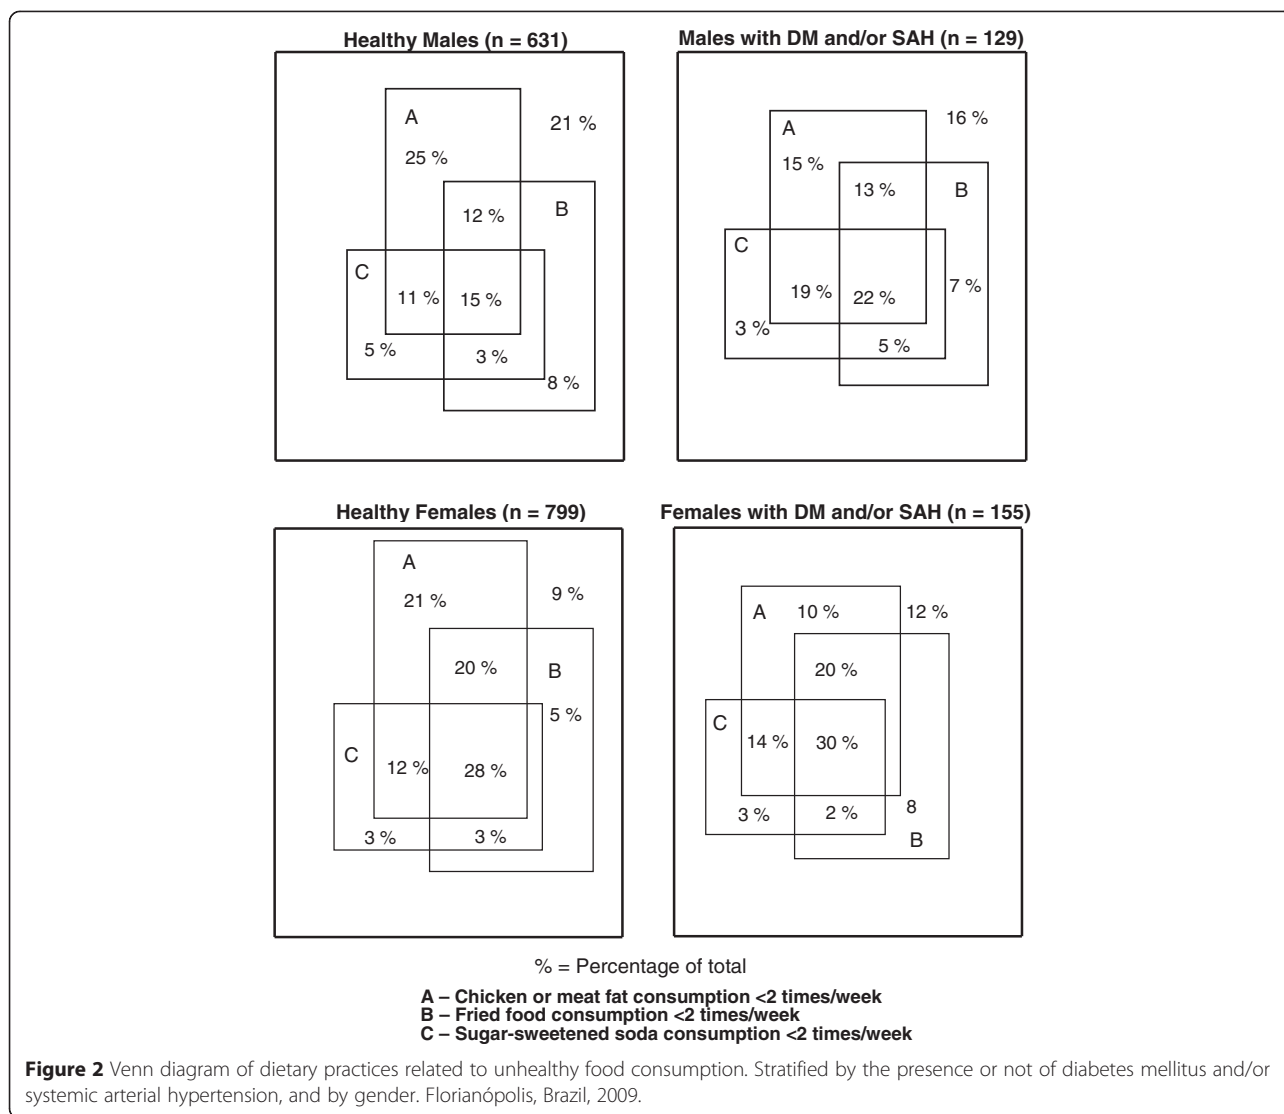 Healthy Males (n = 631)
A
21 %
25 %
B
12 %
C
11 %
15 %
5 %
3 %
8 %
Males with DM and/or SAH (n = 129)
16 %
A
15 %
13 %
B
C
7 %
19 %
22 %
3 %
5 %
Healthy Females (n = 799)
A
9 %
21 %
20 %
B
5 %
C
12 %
28 %
3 %
3 %
Females with DM and/or SAH (n = 155)
A
10 %
12 %
20 %
C
14 %
30 %
3 %
2 %
8
B
% = Percentage of total
A – Chicken or meat fat consumption <2 times/week
B – Fried food consumption <2 times/week
C – Sugar-sweetened soda consumption <2 times/week
Figure 2 Venn diagram of dietary practices related to unhealthy food consumption. Stratified by the presence or not of diabetes mellitus and/or
systemic arterial hypertension, and by gender. Florianópolis, Brazil, 2009.